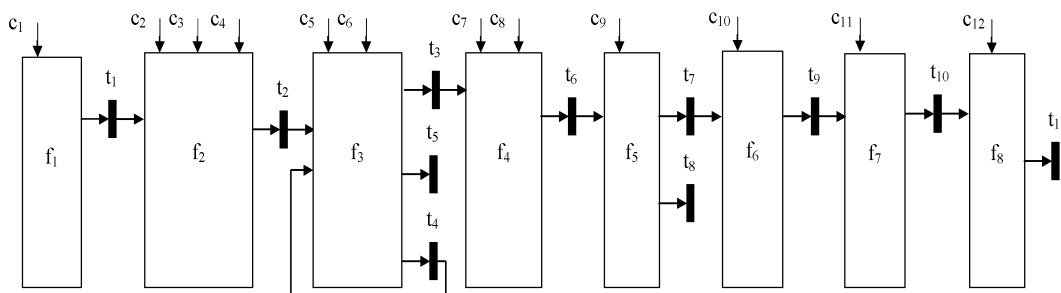 c₁ c₂ c₃ c₄ c₅ c₆ c₇ c₈ c₉ c₁₀ c₁₁ c₁₂
t₁ t₂ t₃ t₆ t₇ t₉ t₁₀ t₁
t₅ t₈
f₁ f₂ f₃ f₄ f₅ f₆ f₇ f₈
t₄